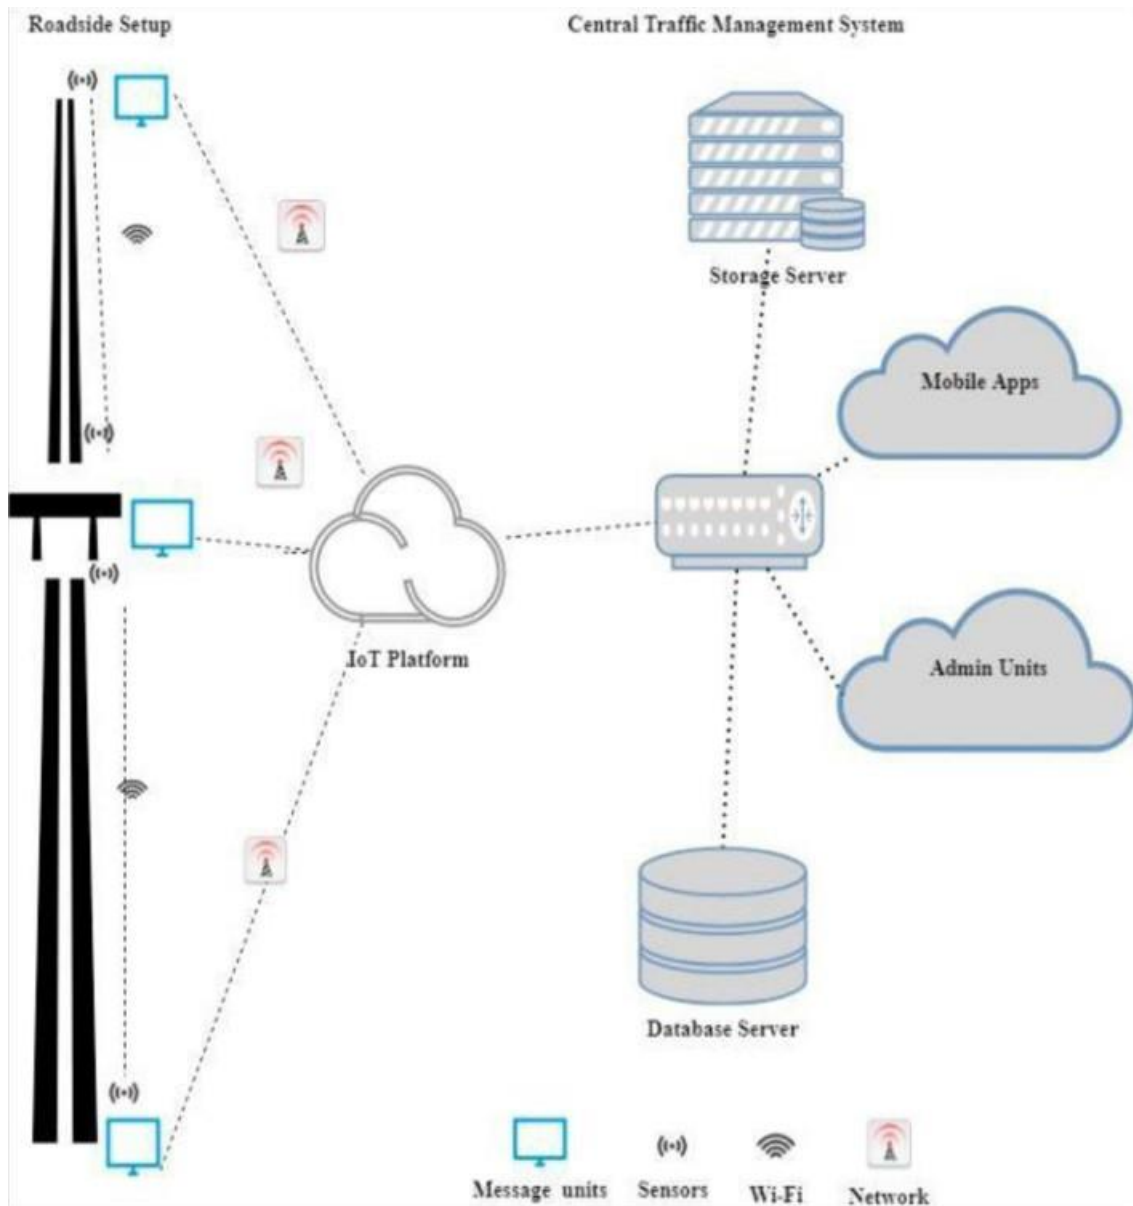 Roadside Setup
Central Traffic Management System
Storage Server
Mobile Apps
IoT Platform
Admin Units
Database Server
Message units
Sensors
Wi-Fi
Network